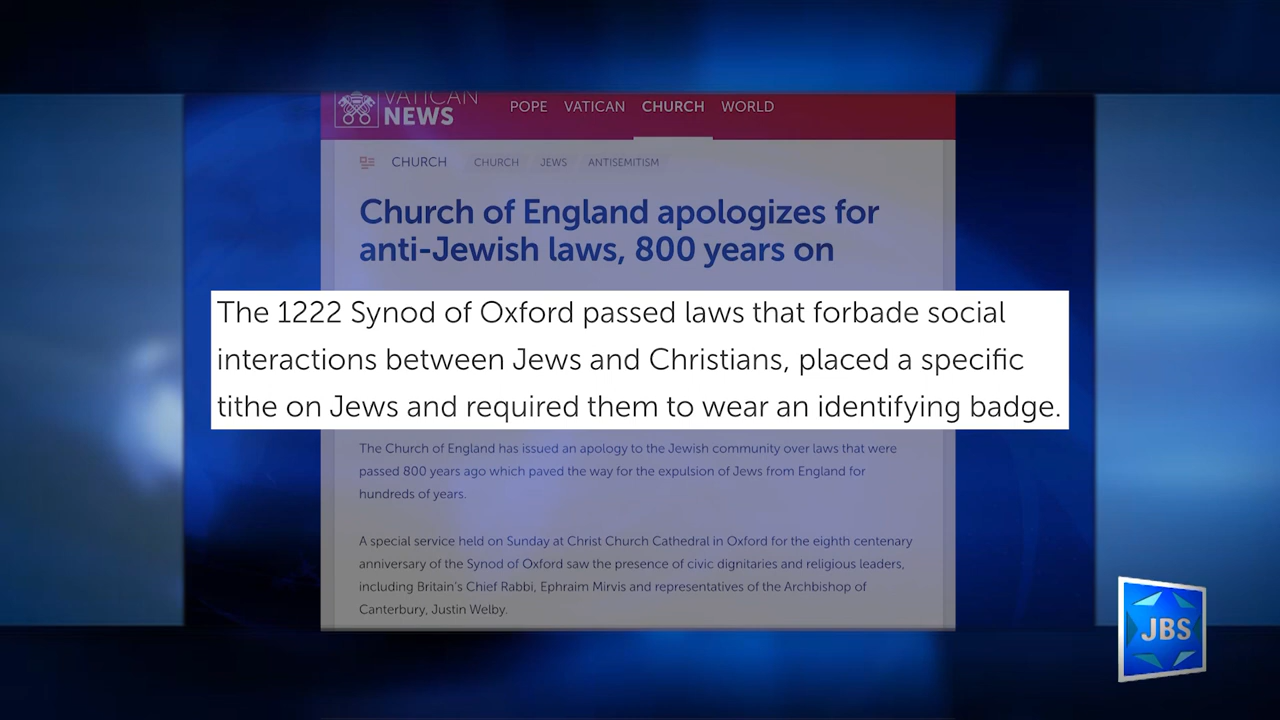 VATICAN
NEWS
POPE VATICAN CHURCH WORLD
CHURCH CHURCH JEWS ANTISEMITISM
Church of England apologizes for
anti-Jewish laws, 800 years on
The 1222 Synod of Oxford passed laws that forbade social
interactions between Jews and Christians, placed a specific
tithe on Jews and required them to wear an identifying badge.
The Church of England has issued an apology to the Jewish community over laws that were
passed 800 years ago which paved the way for the expulsion of Jews from England for
hundreds of years.
A special service held on Sunday at Christ Church Cathedral in Oxford for the eighth centenary
anniversary of the Synod of Oxford saw the presence of civic dignitaries and religious leaders,
including Britain's Chief Rabbi, Ephraim Mirvis and representatives of the Archbishop of
Canterbury, Justin Welby.
JBS